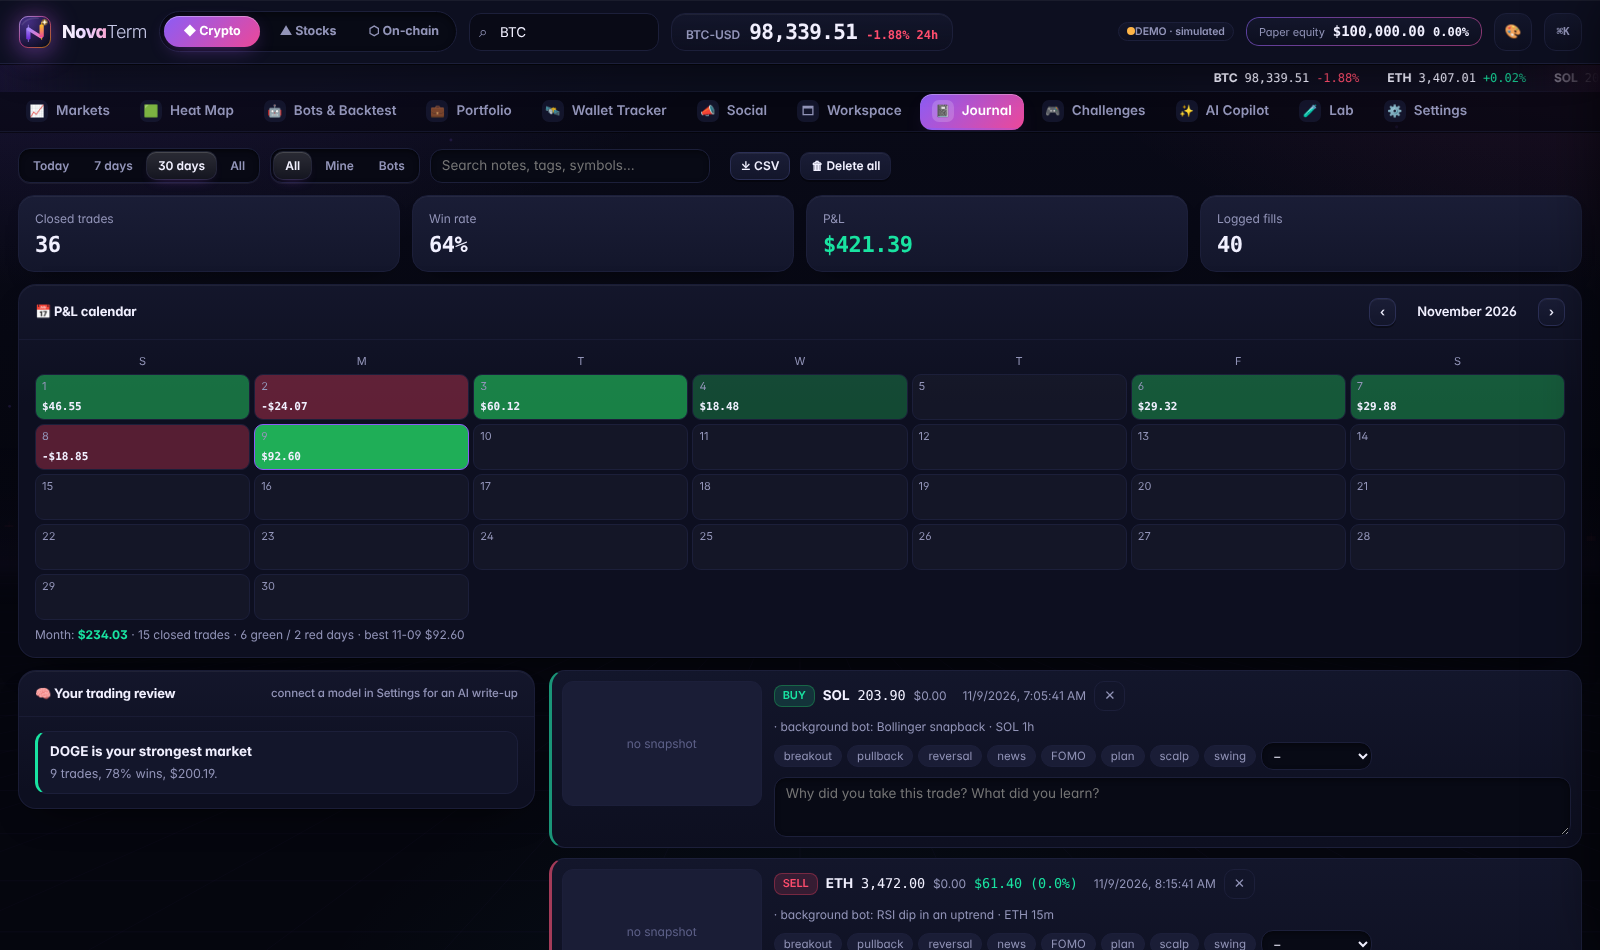 NovaTerm
◆ Crypto ▲ Stocks ⬡ On-chain
⌕ BTC
BTC-USD 98,339.51 -1.88% 24h
DEMO · simulated
Paper equity $100,000.00 0.00%
⌘K
BTC 98,339.51 -1.88% ETH 3,407.01 +0.02% SOL
Markets Heat Map Bots & Backtest Portfolio Wallet Tracker Social Workspace Journal Challenges AI Copilot Lab Settings
Today 7 days 30 days All
All Mine Bots
Search notes, tags, symbols...
CSV Delete all
Closed trades
36
Win rate
64%
P&L
$421.39
Logged fills
40
P&L calendar
‹ November 2026 ›
S M T W T F S
1 2 3 4 5 6 7
$46.55 -$24.07 $60.12 $18.48 $29.32 $29.88
8 9 10 11 12 13 14
-$18.85 $92.60
15 16 17 18 19 20 21
22 23 24 25 26 27 28
29 30
Month: $234.03 · 15 closed trades · 6 green / 2 red days · best 11-09 $92.60
Your trading review
connect a model in Settings for an AI write-up
DOGE is your strongest market
9 trades, 78% wins, $200.19.
no snapshot
BUY SOL 203.90 $0.00 11/9/2026, 7:05:41 AM ✕
· background bot: Bollinger snapback · SOL 1h
breakout pullback reversal news FOMO plan scalp swing –
Why did you take this trade? What did you learn?
no snapshot
SELL ETH 3,472.00 $0.00 $61.40 (0.0%) 11/9/2026, 8:15:41 AM ✕
· background bot: RSI dip in an uptrend · ETH 15m
breakout pullback reversal news FOMO plan scalp swing –